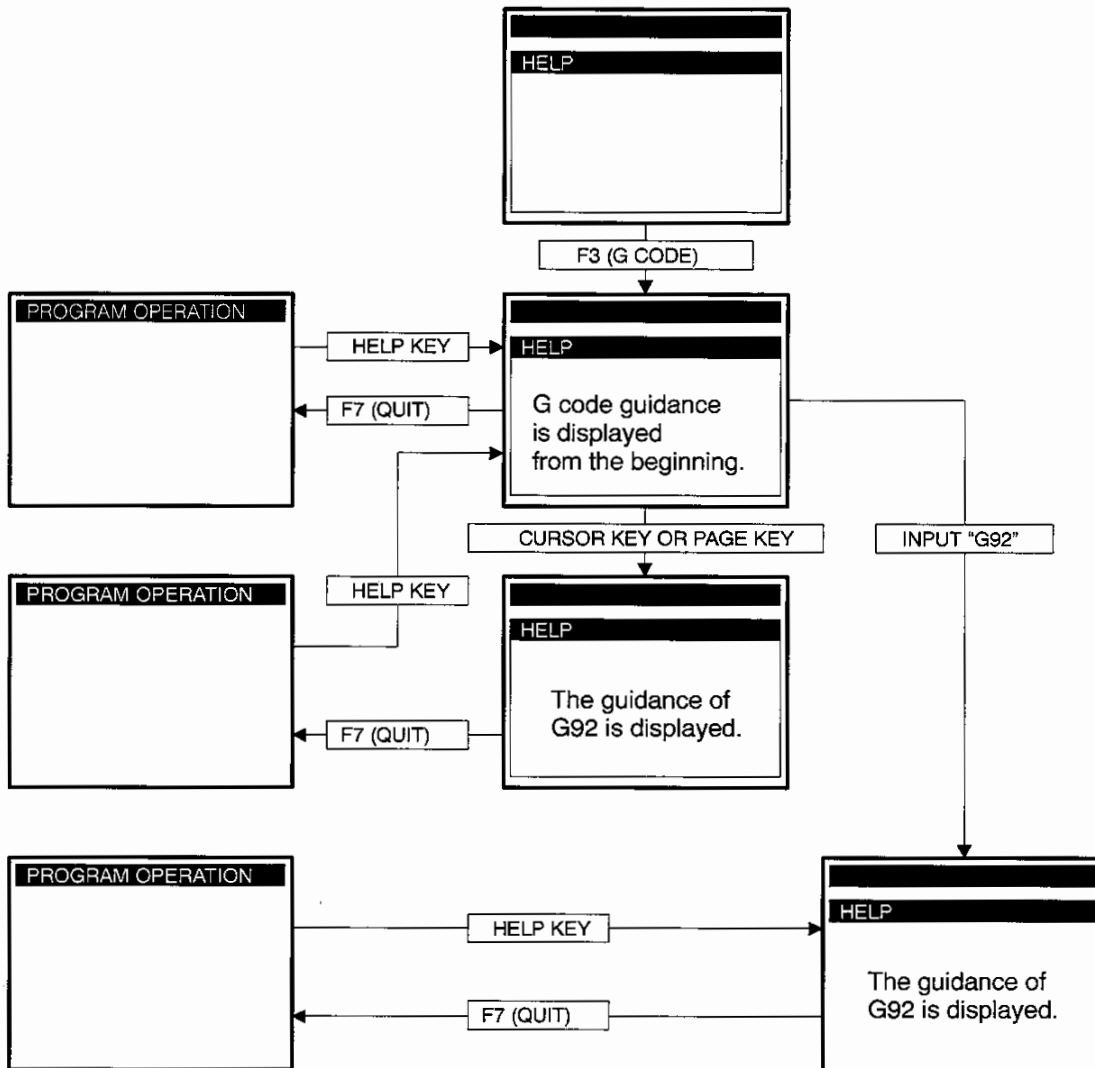 HELP
F3 (G CODE)
PROGRAM OPERATION
HELP KEY
HELP
F7 (QUIT)
G code guidance
is displayed
from the beginning.
CURSOR KEY OR PAGE KEY
INPUT “G92”
PROGRAM OPERATION
HELP KEY
HELP
The guidance of
G92 is displayed.
F7 (QUIT)
PROGRAM OPERATION
HELP KEY
HELP
The guidance of
G92 is displayed.
F7 (QUIT)